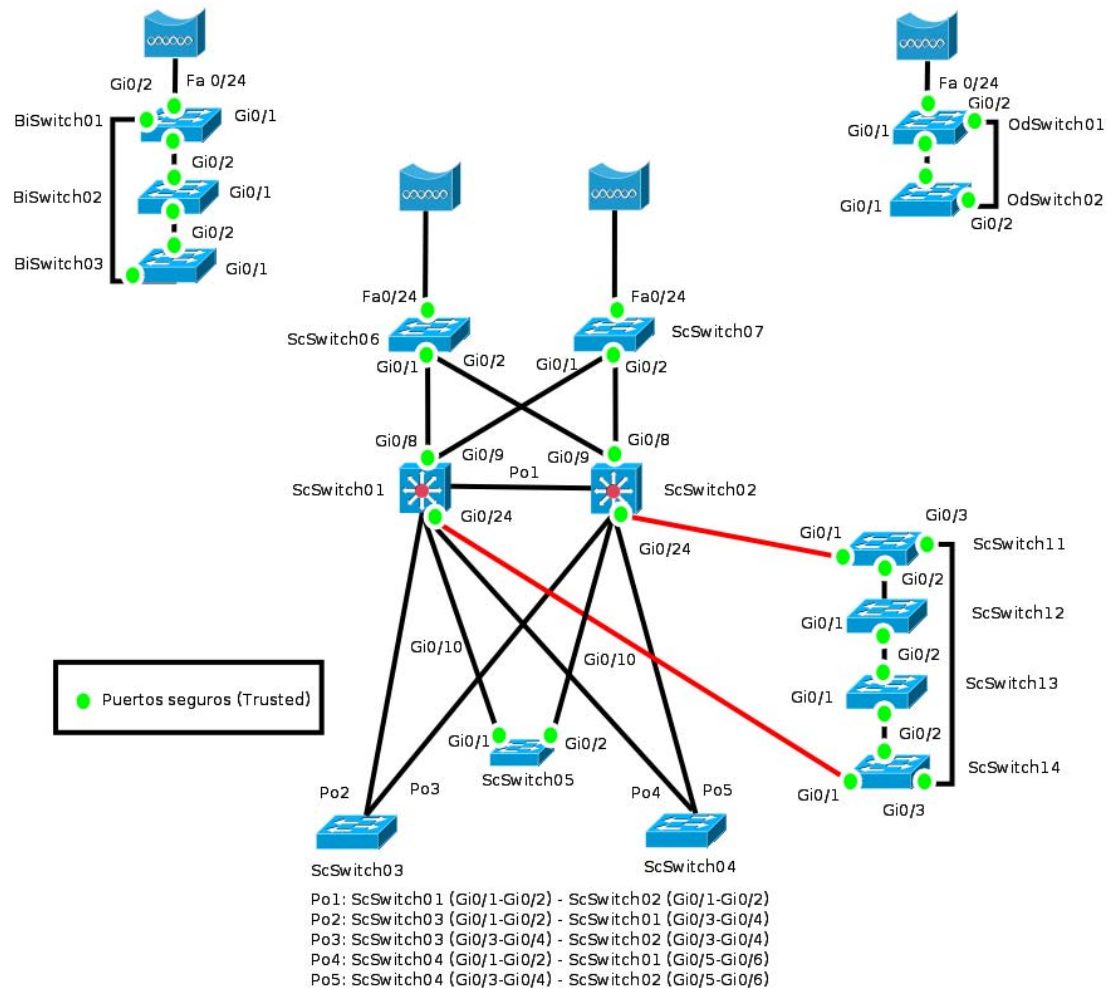 Gi0/2
Fa 0/24
BiSwitch01
Gi0/1
Gi0/2
BiSwitch02
Gi0/1
Gi0/2
BiSwitch03
Gi0/1
Fa 0/24
Gi0/2
Gi0/1
OdSwitch01
Gi0/1
OdSwitch02
Gi0/2
Fa0/24
Fa0/24
ScSwitch06
ScSwitch07
Gi0/1
Gi0/2
Gi0/1
Gi0/2
Gi0/8
Gi0/9
Gi0/9
Gi0/8
Po1
ScSwitch01
ScSwitch02
Gi0/24
Gi0/24
Gi0/3
Gi0/1
ScSwitch11
Gi0/2
Gi0/1
ScSwitch12
Gi0/2
Gi0/1
ScSwitch13
Gi0/2
ScSwitch14
Gi0/1
Gi0/3
Gi0/10
Gi0/10
Puertos seguros (Trusted)
Gi0/1
Gi0/2
ScSwitch05
Po2
Po3
Po4
Po5
ScSwitch03
ScSwitch04
Po1: ScSwitch01 (Gi0/1-Gi0/2) - ScSwitch02 (Gi0/1-Gi0/2)
Po2: ScSwitch03 (Gi0/1-Gi0/2) - ScSwitch01 (Gi0/3-Gi0/4)
Po3: ScSwitch03 (Gi0/3-Gi0/4) - ScSwitch02 (Gi0/3-Gi0/4)
Po4: ScSwitch04 (Gi0/1-Gi0/2) - ScSwitch01 (Gi0/5-Gi0/6)
Po5: ScSwitch04 (Gi0/3-Gi0/4) - ScSwitch02 (Gi0/5-Gi0/6)